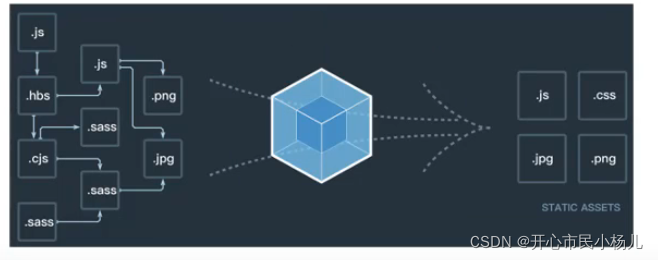 .js
.js
.hbs
.png
.sass
.cjs
.jpg
.sass
.sass
.js
.css
.jpg
.png
STATIC ASSETS
CSDN @开心市民小杨儿